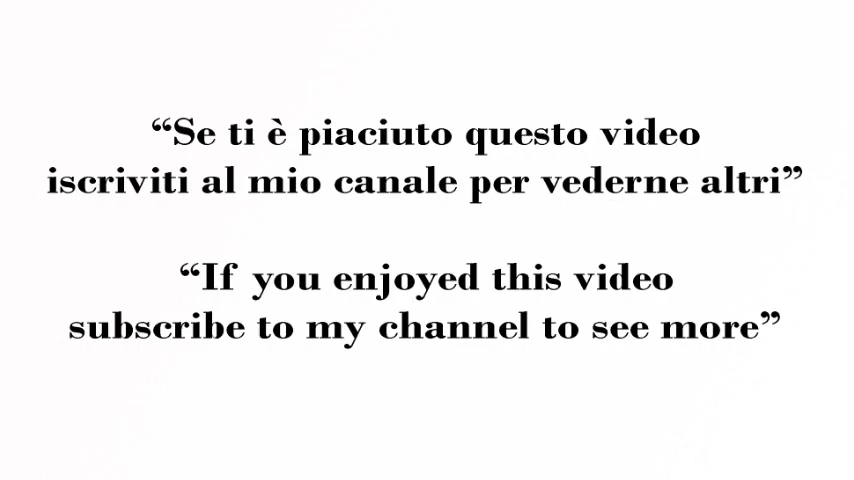 “Se ti è piaciuto questo video
iscriviti al mio canale per vederne altri”
“If you enjoyed this video
subscribe to my channel to see more”